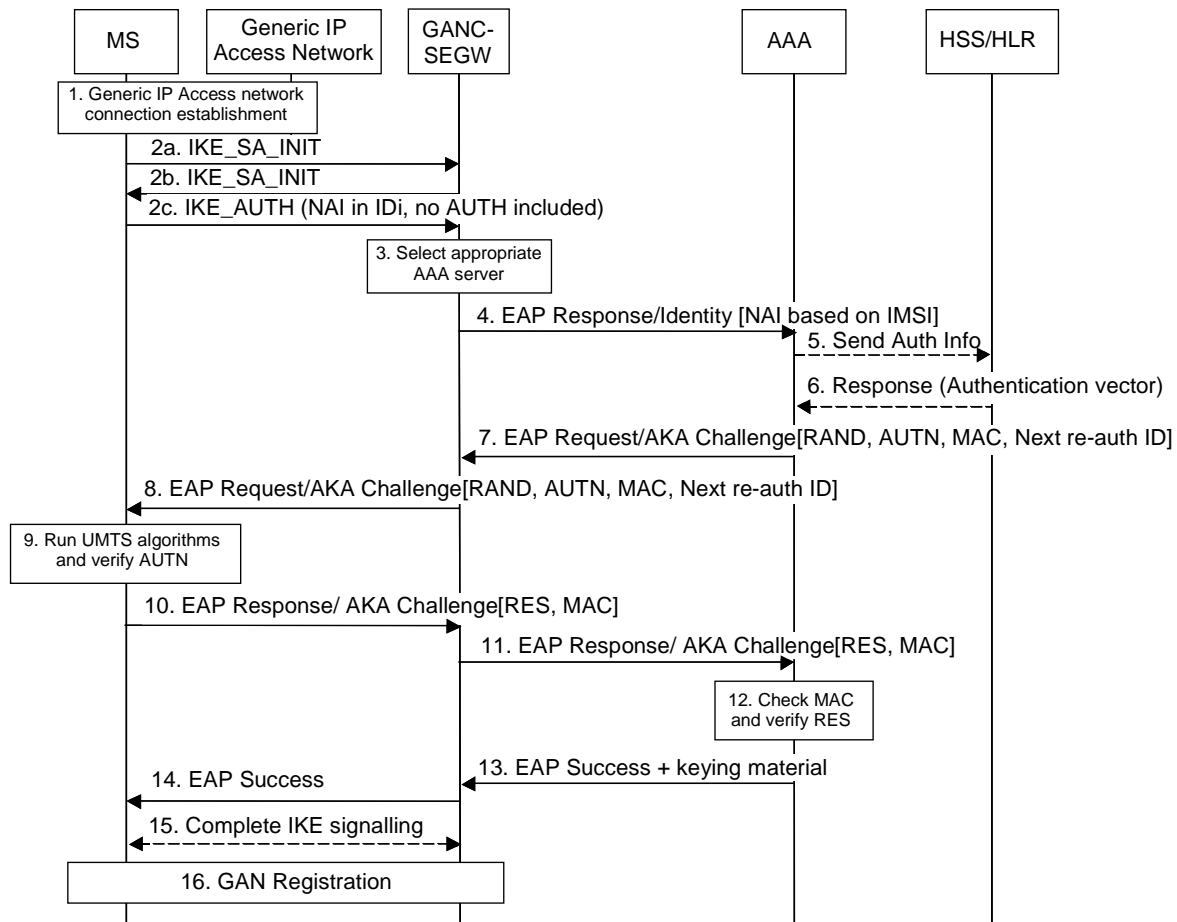 MS
Generic IP
Access Network
GANC-
SEGW
AAA
HSS/HLR
1. Generic IP Access network
connection establishment
2a. IKE_SA_INIT
2b. IKE_SA_INIT
2c. IKE_AUTH (NAI in IDi, no AUTH included)
3. Select appropriate
AAA server
4. EAP Response/Identity [NAI based on IMSI]
5. Send Auth Info
6. Response (Authentication vector)
7. EAP Request/AKA Challenge[RAND, AUTN, MAC, Next re-auth ID]
8. EAP Request/AKA Challenge[RAND, AUTN, MAC, Next re-auth ID]
9. Run UMTS algorithms
and verify AUTN
10. EAP Response/ AKA Challenge[RES, MAC]
11. EAP Response/ AKA Challenge[RES, MAC]
12. Check MAC
and verify RES
13. EAP Success + keying material
14. EAP Success
15. Complete IKE signalling
16. GAN Registration